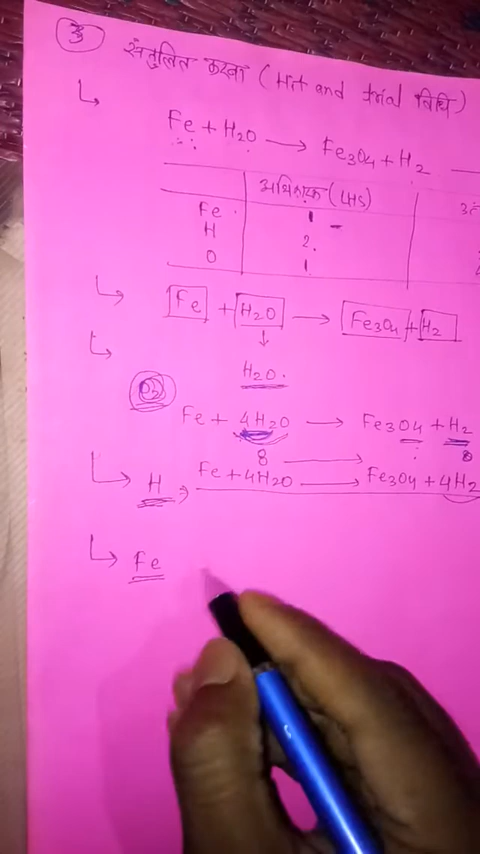 ③ संतुलित करना (Hit and trial विधि)
Fe + H₂O → Fe₃O₄ + H₂
अभिकारक (LHS)
Fe 1
H 2
O 1
Fe + H₂O → Fe₃O₄ + H₂
H₂O
Fe + 4H₂O → Fe₃O₄ + H₂
8 → 8
H → Fe + 4H₂O → Fe₃O₄ + 4H₂
Fe